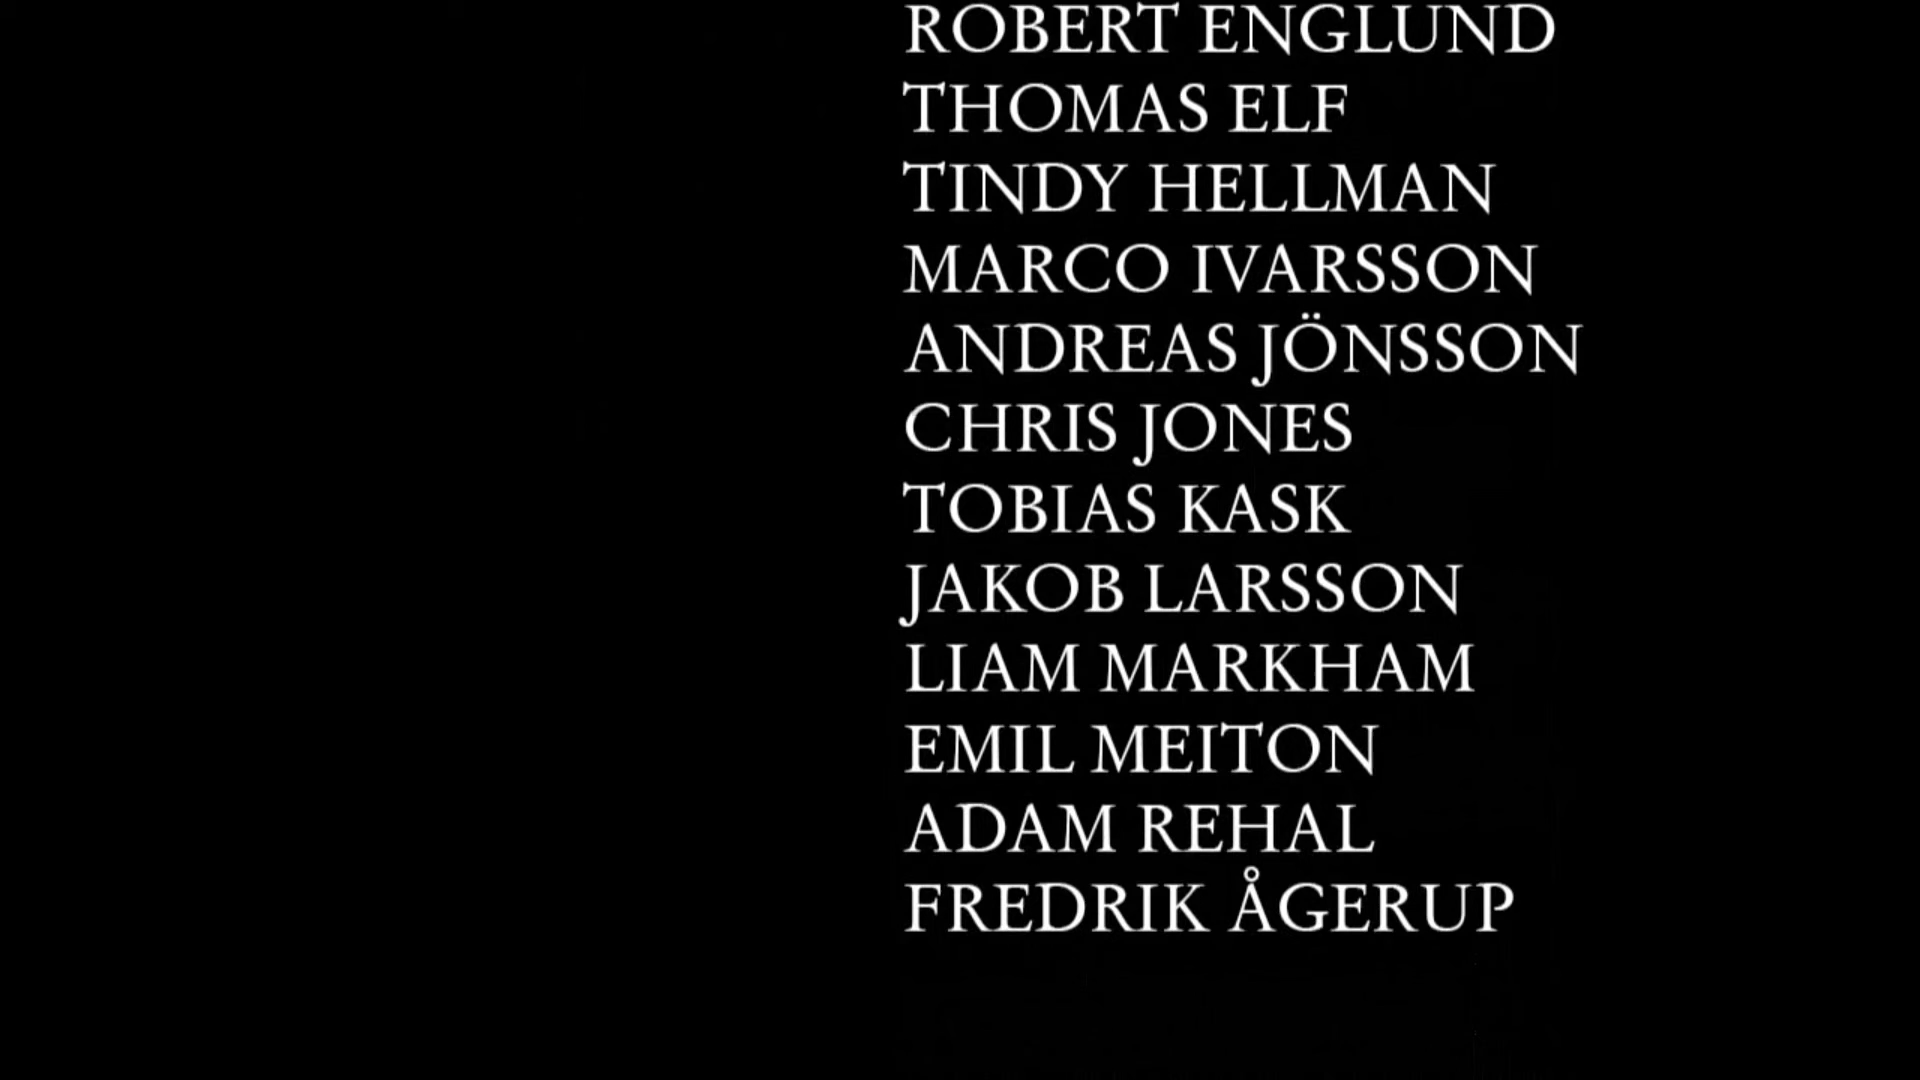 ROBERT ENGLUND
THOMAS ELF
TINDY HELLMAN
MARCO IVARSSON
ANDREAS JÖNSSON
CHRIS JONES
TOBIAS KASK
JAKOB LARSSON
LIAM MARKHAM
EMIL MEITON
ADAM REHAL
FREDRIK ÅGERUP